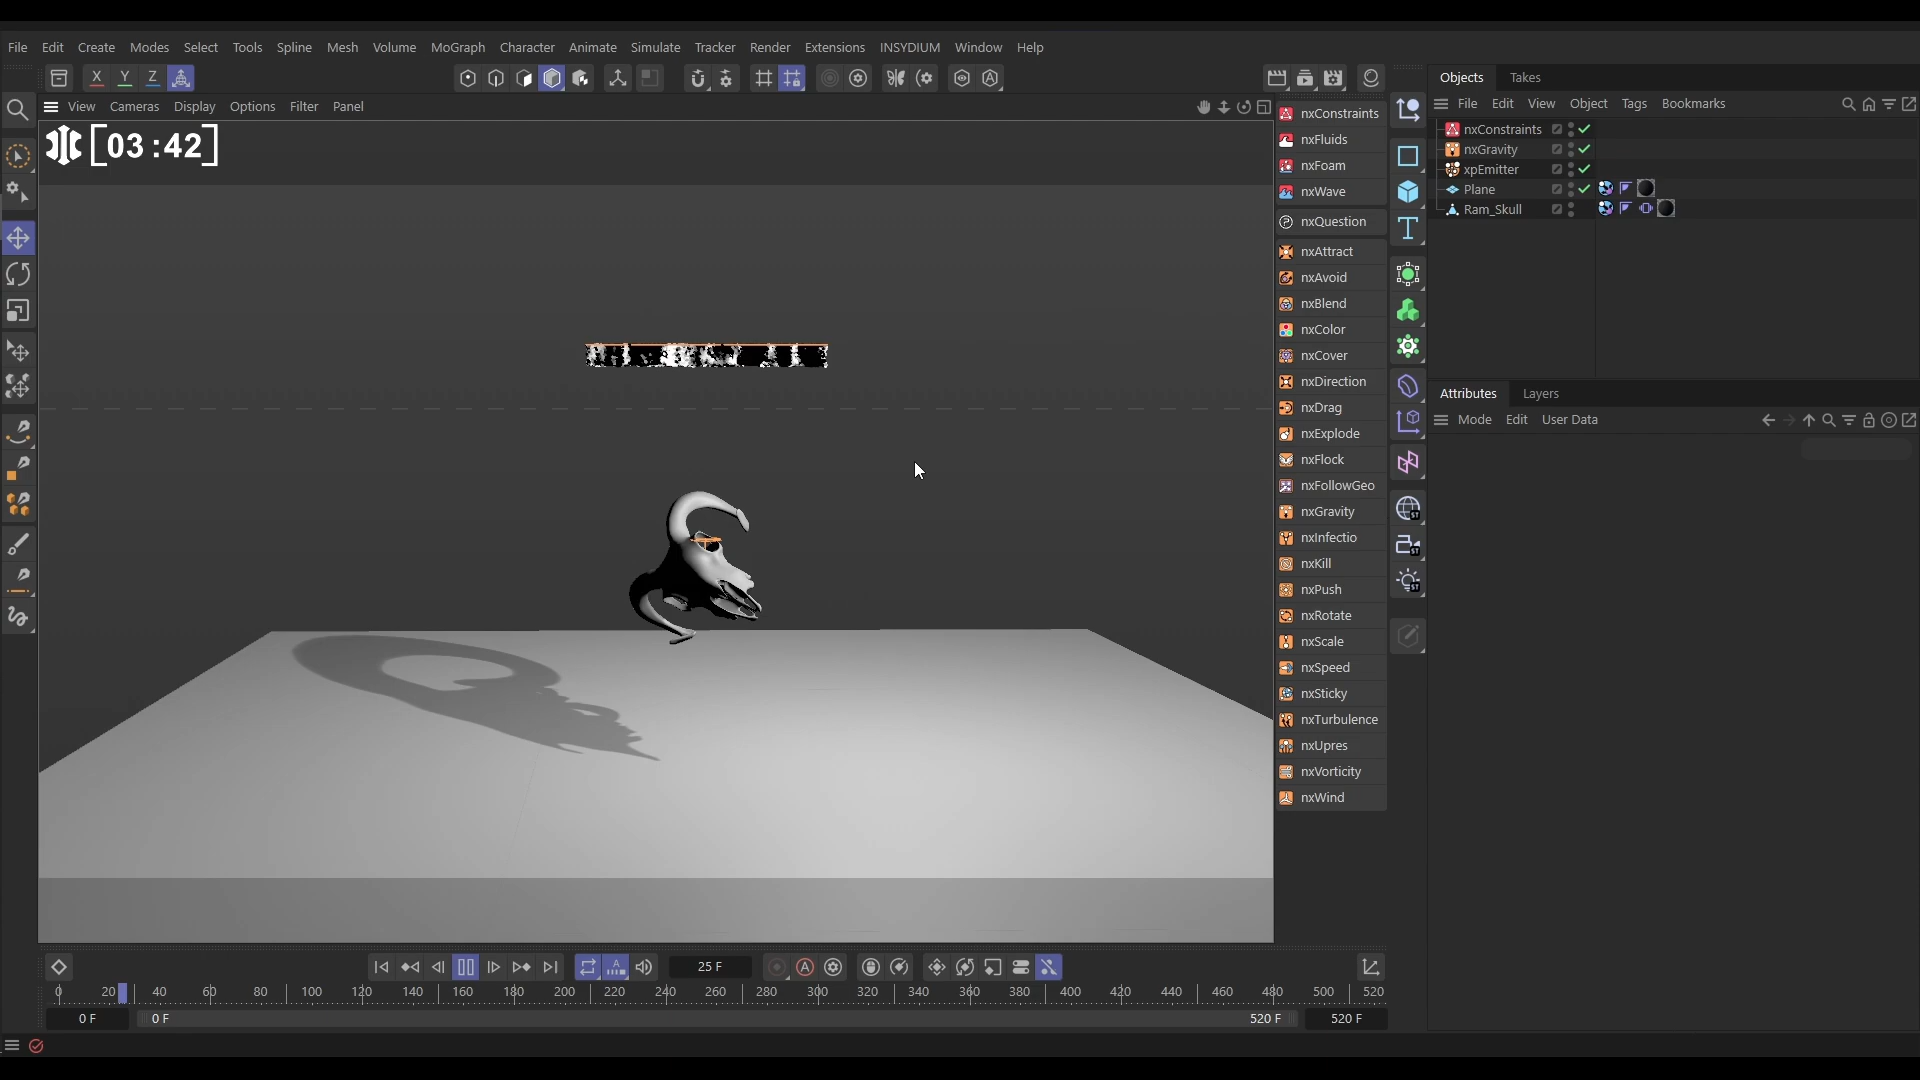 File Edit Create Modes Select Tools Spline Mesh Volume MoGraph Character Animate Simulate Tracker Render Extensions INSYDIUM Window Help
X Y Z
Objects Takes
View Cameras Display Options Filter Panel
File Edit View Object Tags Bookmarks
[03:42]
nxConstraints
nxFluids
nxFoam
nxWave
nxQuestion
nxAttract
nxAvoid
nxBlend
nxColor
nxCover
nxDirection
nxDrag
nxExplode
nxFlock
nxFollowGeo
nxGravity
nxInfectio
nxKill
nxPush
nxRotate
nxScale
nxSpeed
nxSticky
nxTurbulence
nxUpres
nxVorticity
nxWind
T
ST
ST
ST
nxConstraints
nxGravity
xpEmitter
Plane
Ram_Skull
Attributes Layers
Mode Edit User Data
25 F
0 20 40 60 80 100 120 140 160 180 200 220 240 260 280 300 320 340 360 380 400 420 440 460 480 500 520
0 F 0 F 520 F 520 F